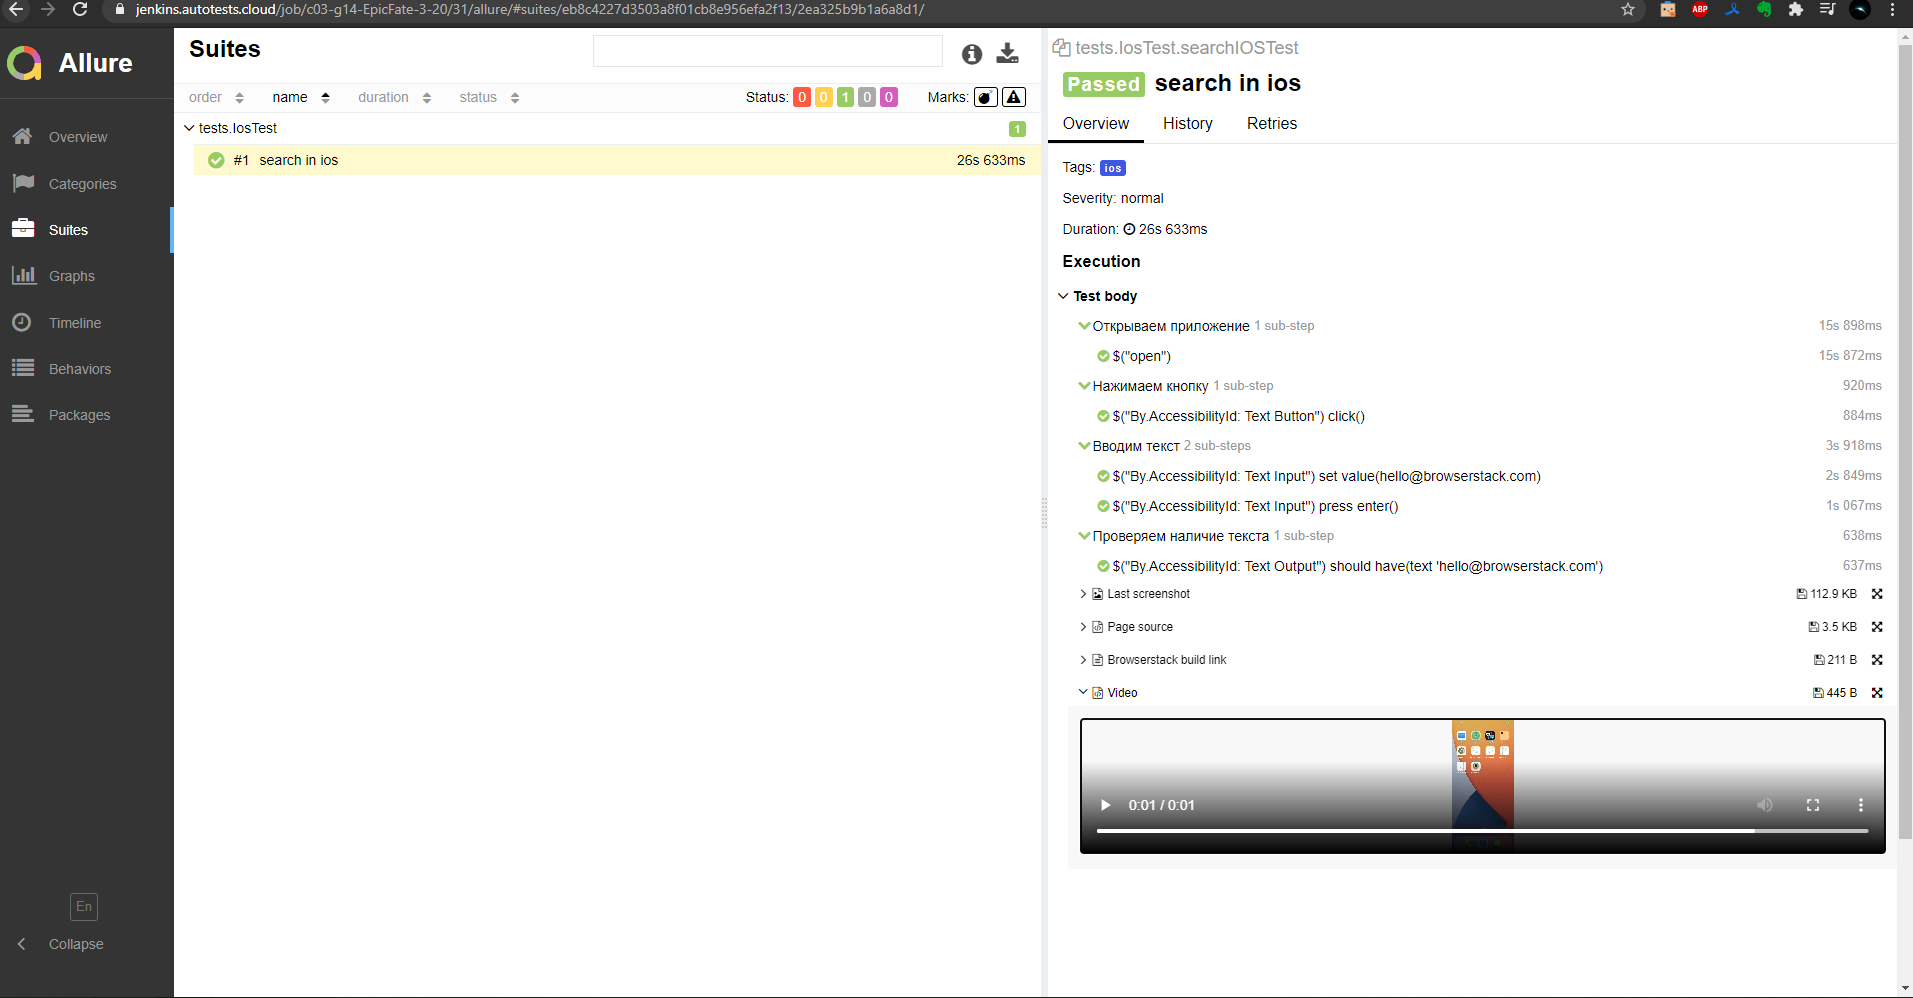 jenkins.autotests.cloud/job/c03-g14-EpicFate-3-20/31/allure/#suites/eb8c4227d3503a8f01cb8e956efa2f13/2ea325b9b1a6a8d1/
ABP
Allure
Overview
Categories
Suites
Graphs
Timeline
Behaviors
Packages
En
Collapse
Suites
order name duration status
Status: 0 0 1 0 0 Marks:
tests.IosTest 1
#1 search in ios 26s 633ms
tests.IosTest.searchIOSTest
Passed search in ios
Overview History Retries
Tags: ios
Severity: normal
Duration: 26s 633ms
Execution
Test body
Открываем приложение 1 sub-step 15s 898ms
$("open") 15s 872ms
Нажимаем кнопку 1 sub-step 920ms
$("By.AccessibilityId: Text Button") click() 884ms
Вводим текст 2 sub-steps 3s 918ms
$("By.AccessibilityId: Text Input") set value(hello@browserstack.com) 2s 849ms
$("By.AccessibilityId: Text Input") press enter() 1s 067ms
Проверяем наличие текста 1 sub-step 638ms
$("By.AccessibilityId: Text Output") should have(text 'hello@browserstack.com') 637ms
Last screenshot 112.9 KB
Page source 3.5 KB
Browserstack build link 211 B
Video 445 B
0:01 / 0:01